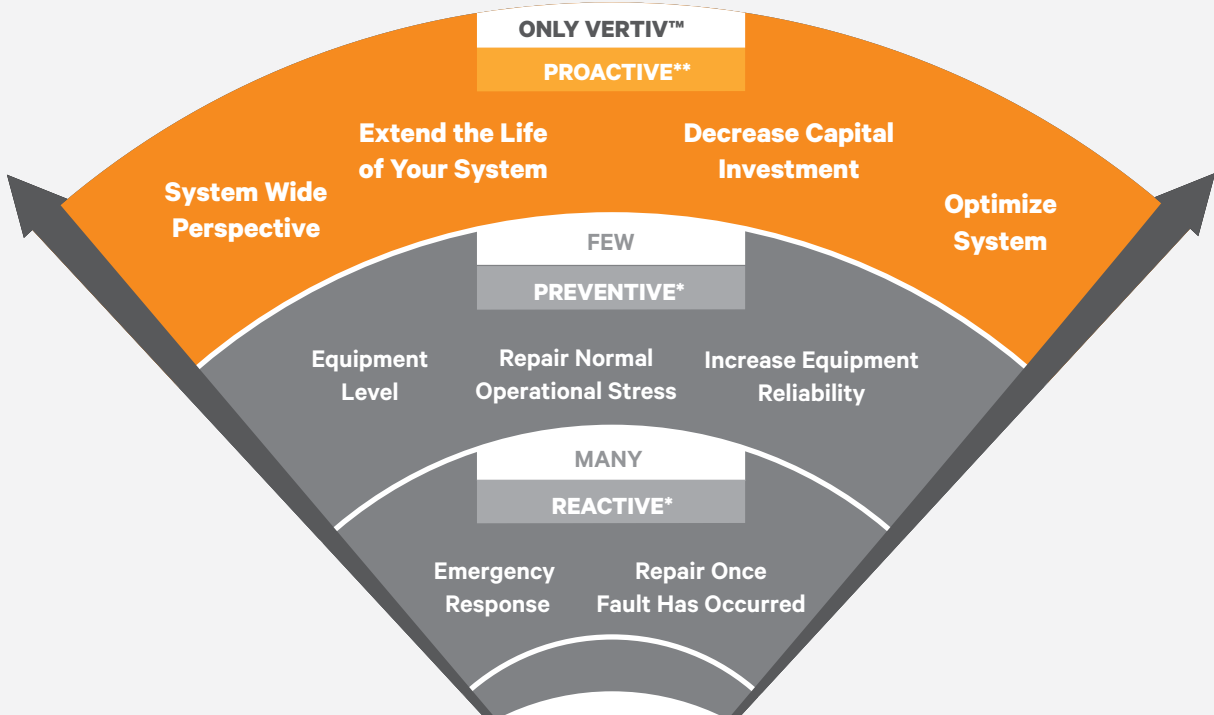 ONLY VERTIV™
PROACTIVE**
Extend the Life
of Your System
Decrease Capital
Investment
System Wide
Perspective
Optimize
System
FEW
PREVENTIVE*
Equipment
Level
Repair Normal
Operational Stress
Increase Equipment
Reliability
MANY
REACTIVE*
Emergency
Response
Repair Once
Fault Has Occurred